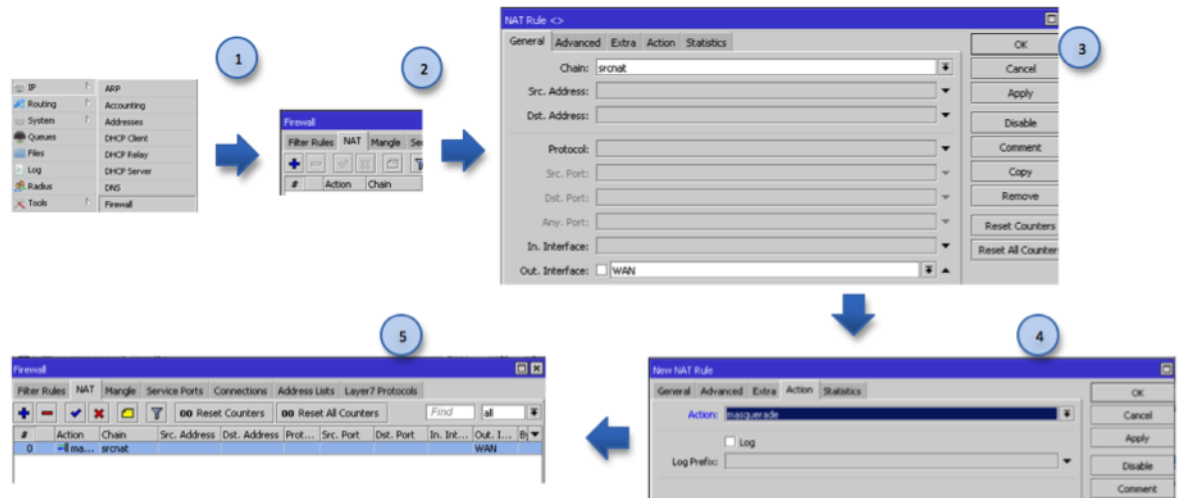 1
IP
Routing
System
Queues
Files
Log
Radius
Tools
ARP
Accounting
Addresses
DHCP Client
DHCP Relay
DHCP Server
DNS
Firewall
2
Firewall
Filter Rules NAT Mangle Se
# Action Chain
3
NAT Rule <>
General Advanced Extra Action Statistics
Chain: srcnat
Src. Address:
Dst. Address:
Protocol:
Src. Port:
Dst. Port:
Any. Port:
In. Interface:
Out. Interface: WAN
OK
Cancel
Apply
Disable
Comment
Copy
Remove
Reset Counters
Reset All Counter
4
New NAT Rule
General Advanced Extra Action Statistics
Action: masquerade
Log
Log Prefix:
OK
Cancel
Apply
Disable
Comment
5
Firewall
Filter Rules NAT Mangle Service Ports Connections Address Lists Layer7 Protocols
00 Reset Counters 00 Reset All Counters Find all
# Action Chain Src. Address Dst. Address Prot... Src. Port Dst. Port In. Int... Out. I... By
0 ma... srcnat WAN